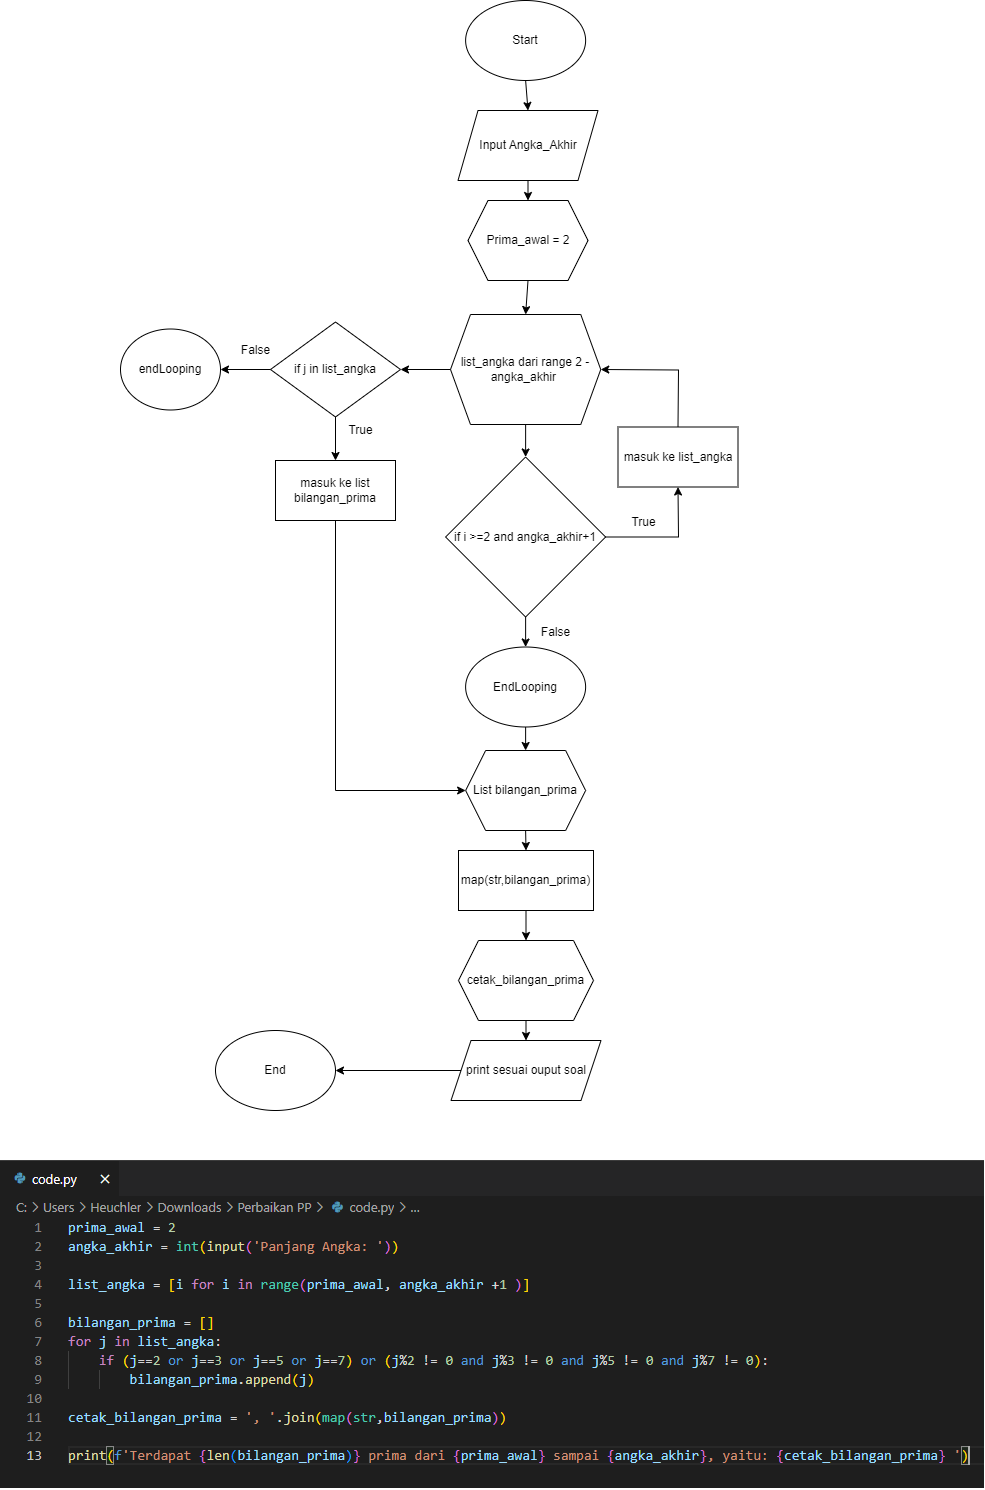 Start
Input Angka_Akhir
Prima_awal = 2
list_angka dari range 2 -
angka_akhir
if j in list_angka
False
endLooping
True
masuk ke list
bilangan_prima
masuk ke list_angka
if i >=2 and angka_akhir+1
True
False
EndLooping
List bilangan_prima
map(str,bilangan_prima)
cetak_bilangan_prima
print sesuai ouput soal
End
code.py ×
C: > Users > Heuchler > Downloads > Perbaikan PP > code.py > ...
1 prima_awal = 2
2 angka_akhir = int(input('Panjang Angka: '))
3
4 list_angka = [i for i in range(prima_awal, angka_akhir +1 )]
5
6 bilangan_prima = []
7 for j in list_angka:
8     if (j==2 or j==3 or j==5 or j==7) or (j%2 != 0 and j%3 != 0 and j%5 != 0 and j%7 != 0):
9         bilangan_prima.append(j)
10
11 cetak_bilangan_prima = ', '.join(map(str,bilangan_prima))
12
13 print(f'Terdapat {len(bilangan_prima)} prima dari {prima_awal} sampai {angka_akhir}, yaitu: {cetak_bilangan_prima} ')